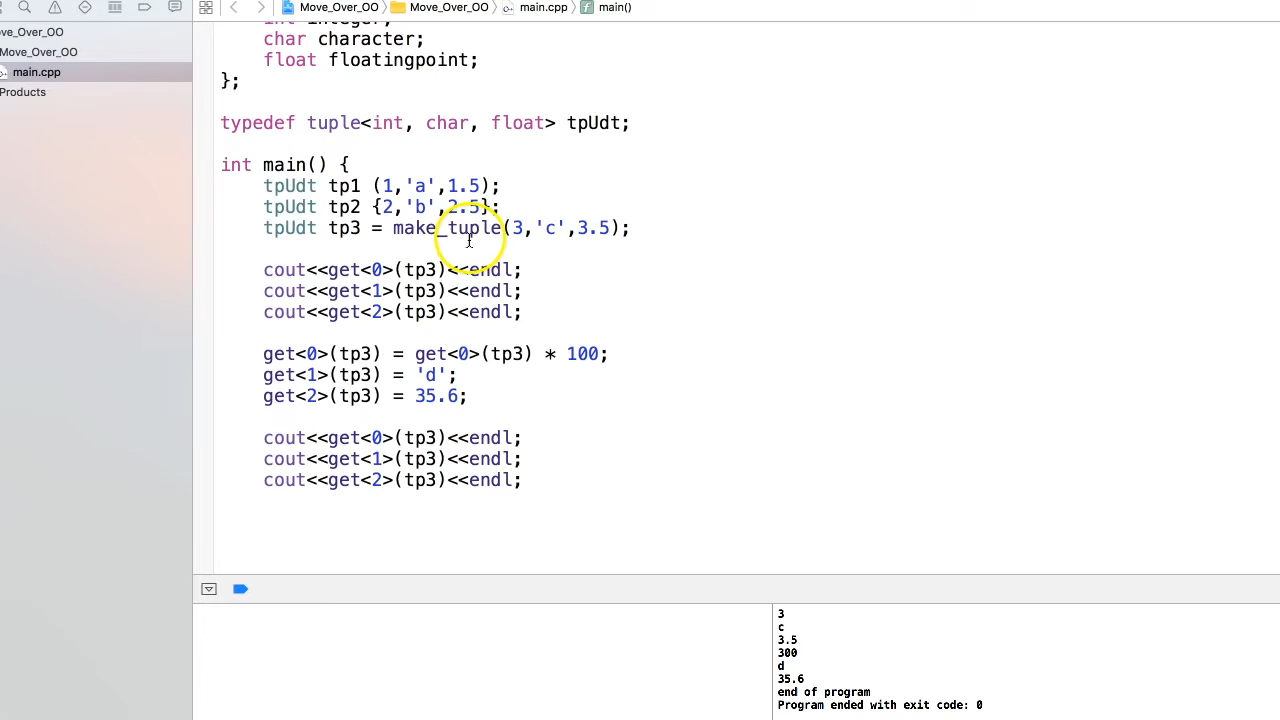 Move_Over_OO Move_Over_OO main.cpp main()
ve_Over_OO
Move_Over_OO
main.cpp
Products
int integer;
char character;
float floatingpoint;
};
typedef tuple<int, char, float> tpUdt;
int main() {
tpUdt tp1 (1,'a',1.5);
tpUdt tp2 {2,'b',2.5};
tpUdt tp3 = make_tuple(3,'c',3.5);
cout<<get<0>(tp3)<<endl;
cout<<get<1>(tp3)<<endl;
cout<<get<2>(tp3)<<endl;
get<0>(tp3) = get<0>(tp3) * 100;
get<1>(tp3) = 'd';
get<2>(tp3) = 35.6;
cout<<get<0>(tp3)<<endl;
cout<<get<1>(tp3)<<endl;
cout<<get<2>(tp3)<<endl;
3
c
3.5
300
d
35.6
end of program
Program ended with exit code: 0